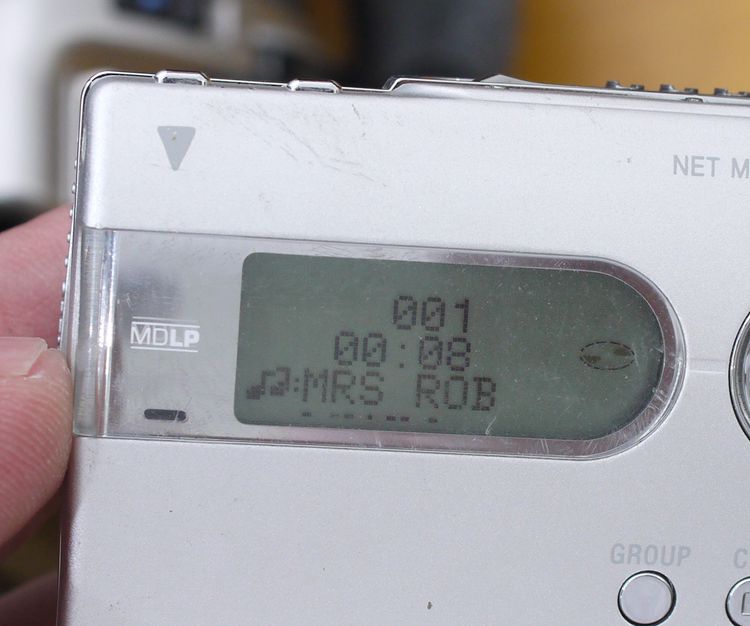 NET M
MDLP
001
00:08
:MRS ROB
GROUP
C